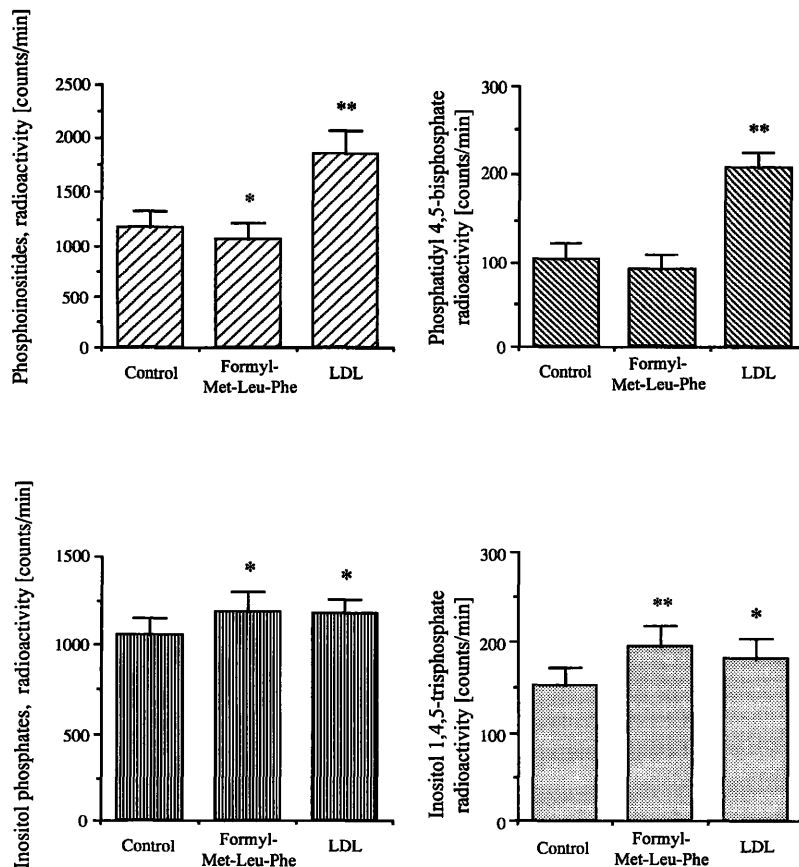 Phosphoinositides, radioactivity [counts/min]
2500
2000
1500
1000
500
0
*
**
Control
Formyl-
Met-Leu-Phe
LDL
Phosphatidyl 4,5-bisphosphate
radioactivity [counts/min]
300
200
100
0
**
Control
Formyl-
Met-Leu-Phe
LDL
Inositol phosphates, radioactivity [counts/min]
1500
1000
500
0
*
*
Control
Formyl-
Met-Leu-Phe
LDL
Inositol 1,4,5-trisphosphate
radioactivity [counts/min]
300
200
100
0
**
*
Control
Formyl-
Met-Leu-Phe
LDL